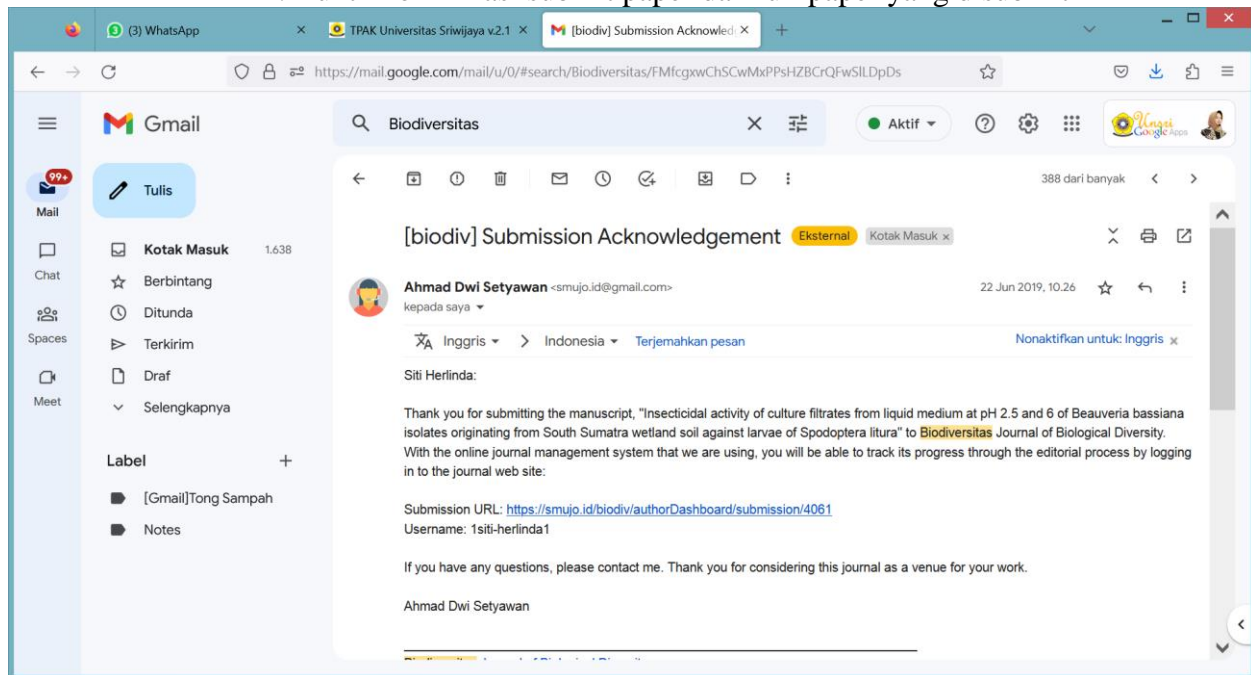 (3) WhatsApp
TPAK Universitas Sriwijaya v.2.1
[biodiv] Submission Acknowled
https://mail.google.com/mail/u/0/#search/Biodiversitas/FMfcgxwChSCwMxPPsHZBCrQFwSlLDpDs
Gmail
Biodiversitas
Aktif
Unsri
Google Apps
99+
Mail
Chat
Spaces
Meet
Tulis
Kotak Masuk 1.638
Berbintang
Ditunda
Terkirim
Draf
Selengkapnya
Label
[Gmail]Tong Sampah
Notes
388 dari banyak
[biodiv] Submission Acknowledgement Eksternal Kotak Masuk x
Ahmad Dwi Setyawan <smujo.id@gmail.com> 22 Jun 2019, 10.26
kepada saya
Inggris > Indonesia Terjemahkan pesan Nonaktifkan untuk: Inggris x
Siti Herlinda:
Thank you for submitting the manuscript, "Insecticidal activity of culture filtrates from liquid medium at pH 2.5 and 6 of Beauveria bassiana
isolates originating from South Sumatra wetland soil against larvae of Spodoptera litura" to Biodiversitas Journal of Biological Diversity.
With the online journal management system that we are using, you will be able to track its progress through the editorial process by logging
in to the journal web site:
Submission URL: https://smujo.id/biodiv/authorDashboard/submission/4061
Username: 1siti-herlinda1
If you have any questions, please contact me. Thank you for considering this journal as a venue for your work.
Ahmad Dwi Setyawan